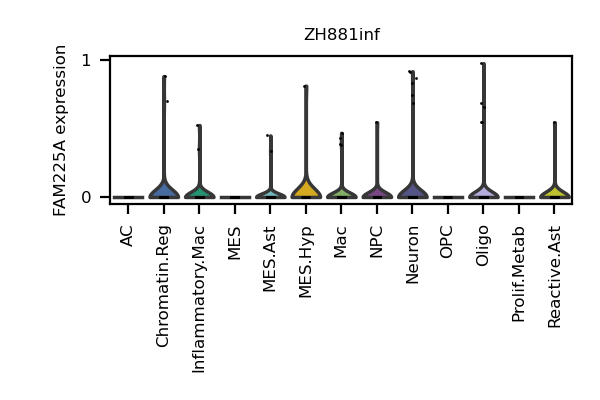 ZH881inf
FAM225A expression
1
0
AC
Chromatin.Reg
Inflammatory.Mac
MES
MES.Ast
MES.Hyp
Mac
NPC
Neuron
OPC
Oligo
Prolif.Metab
Reactive.Ast